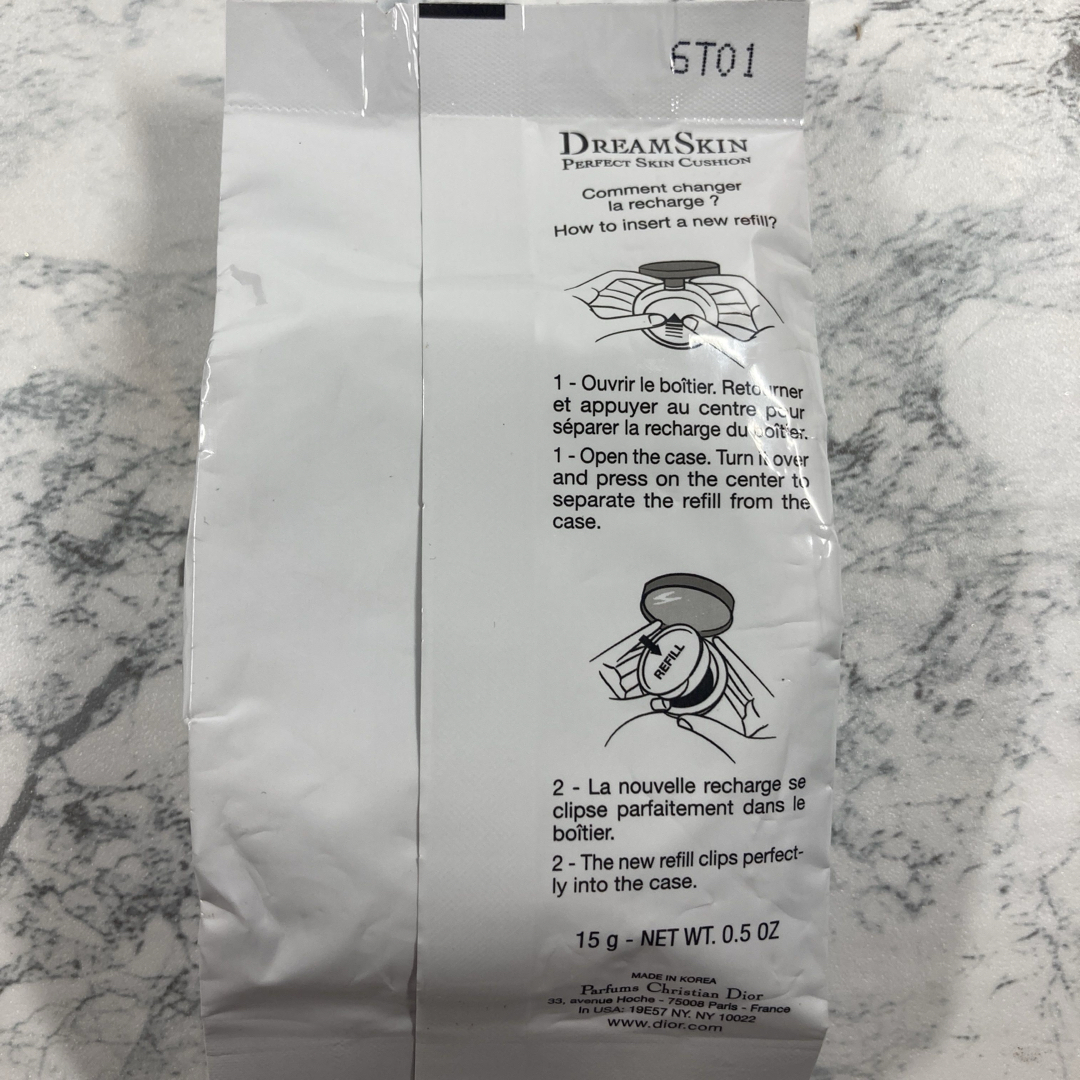 6T01
DREAMSKIN
PERFECT SKIN CUSHION
Comment changer
la recharge ?
How to insert a new refill?
1 - Ouvrir le boîtier. Retourner
et appuyer au centre pour
séparer la recharge du boîtier.
1 - Open the case. Turn it over
and press on the center to
separate the refill from the
case.
REFILL
2 - La nouvelle recharge se
clipse parfaitement dans le
boîtier.
2 - The new refill clips perfect-
ly into the case.
15 g - NET WT. 0.5 OZ
MADE IN KOREA
Parfums Christian Dior
33, avenue Hoche - 75008 Paris - France
In USA: 19E57 NY, NY 10022
www.dior.com